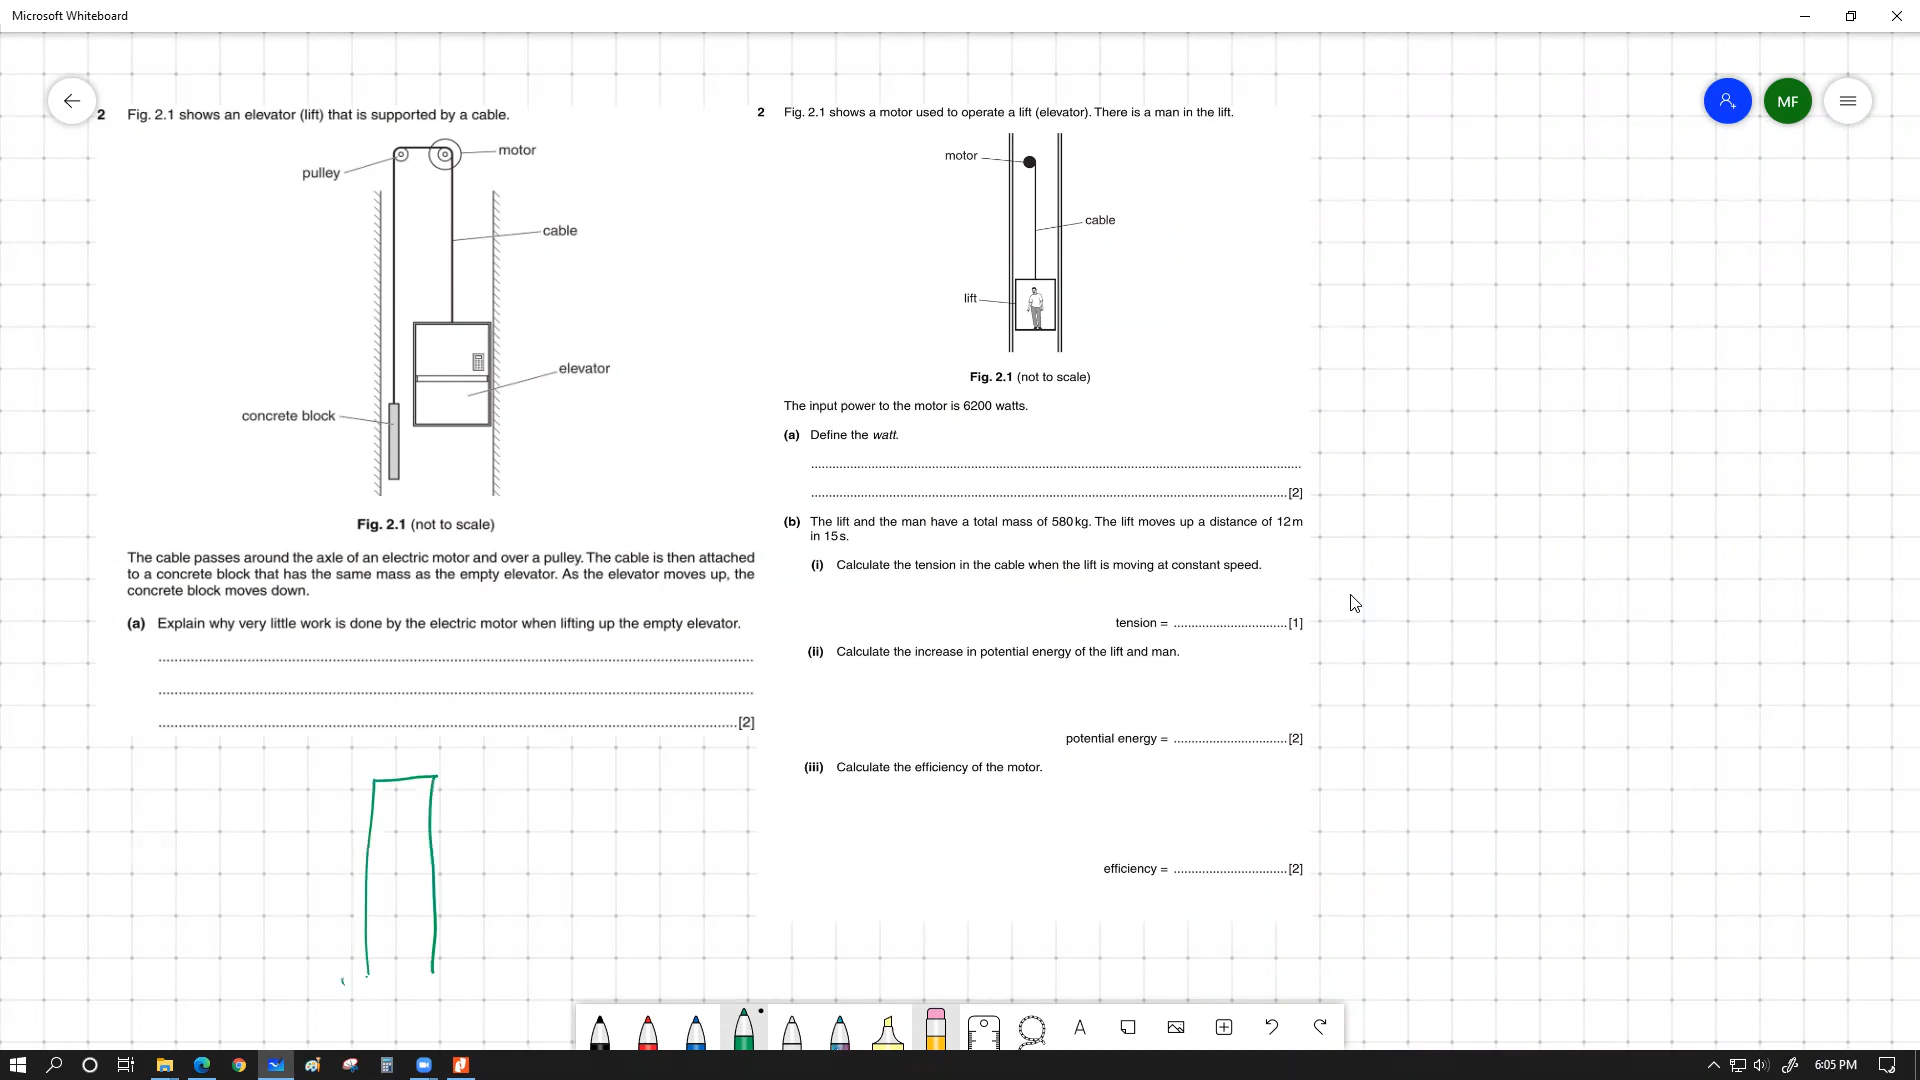 Microsoft Whiteboard
MF
2 Fig. 2.1 shows an elevator (lift) that is supported by a cable.
motor
pulley
cable
elevator
concrete block
Fig. 2.1 (not to scale)
The cable passes around the axle of an electric motor and over a pulley. The cable is then attached
to a concrete block that has the same mass as the empty elevator. As the elevator moves up, the
concrete block moves down.
(a) Explain why very little work is done by the electric motor when lifting up the empty elevator.
[2]
2 Fig. 2.1 shows a motor used to operate a lift (elevator). There is a man in the lift.
motor
cable
lift
Fig. 2.1 (not to scale)
The input power to the motor is 6200 watts.
(a) Define the watt.
[2]
(b) The lift and the man have a total mass of 580 kg. The lift moves up a distance of 12 m
in 15 s.
(i) Calculate the tension in the cable when the lift is moving at constant speed.
tension = [1]
(ii) Calculate the increase in potential energy of the lift and man.
potential energy = [2]
(iii) Calculate the efficiency of the motor.
efficiency = [2]
A
6:05 PM